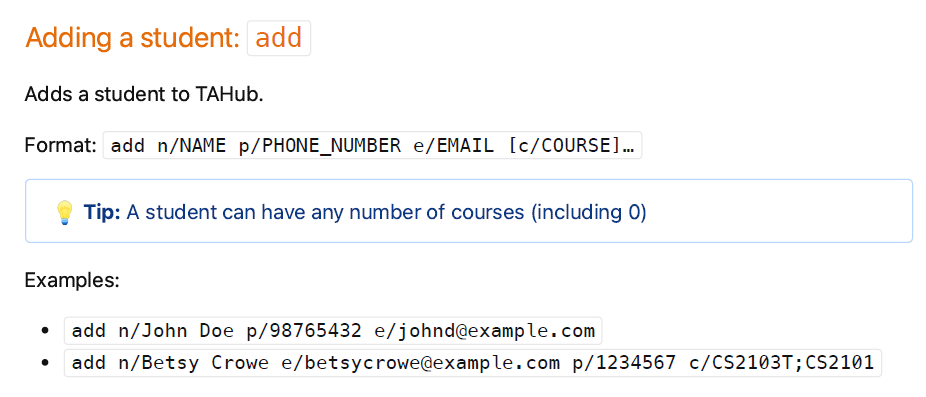 Adding a student: add
Adds a student to TAHub.
Format: add n/NAME p/PHONE_NUMBER e/EMAIL [c/COURSE]…
💡 Tip: A student can have any number of courses (including 0)
Examples:
• add n/John Doe p/98765432 e/johnd@example.com
• add n/Betsy Crowe e/betsycrowe@example.com p/1234567 c/CS2103T;CS2101